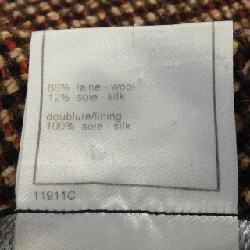 88% laine - wool
12% soie - silk
doublure/lining
100% soie - silk
11911C